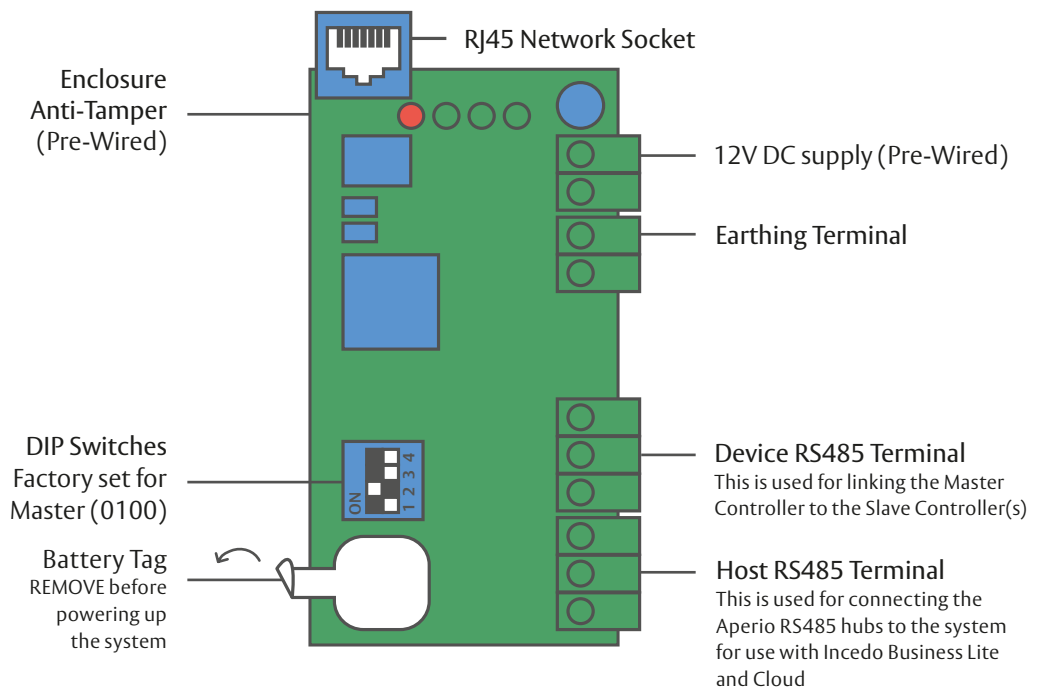 RJ45 Network Socket
Enclosure
Anti-Tamper
(Pre-Wired)
12V DC supply (Pre-Wired)
Earthing Terminal
DIP Switches
Factory set for
Master (0100)
ON
1 2 3 4
Device RS485 Terminal
This is used for linking the Master
Controller to the Slave Controller(s)
Battery Tag
REMOVE before
powering up
the system
Host RS485 Terminal
This is used for connecting the
Aperio RS485 hubs to the system
for use with Incedo Business Lite
and Cloud